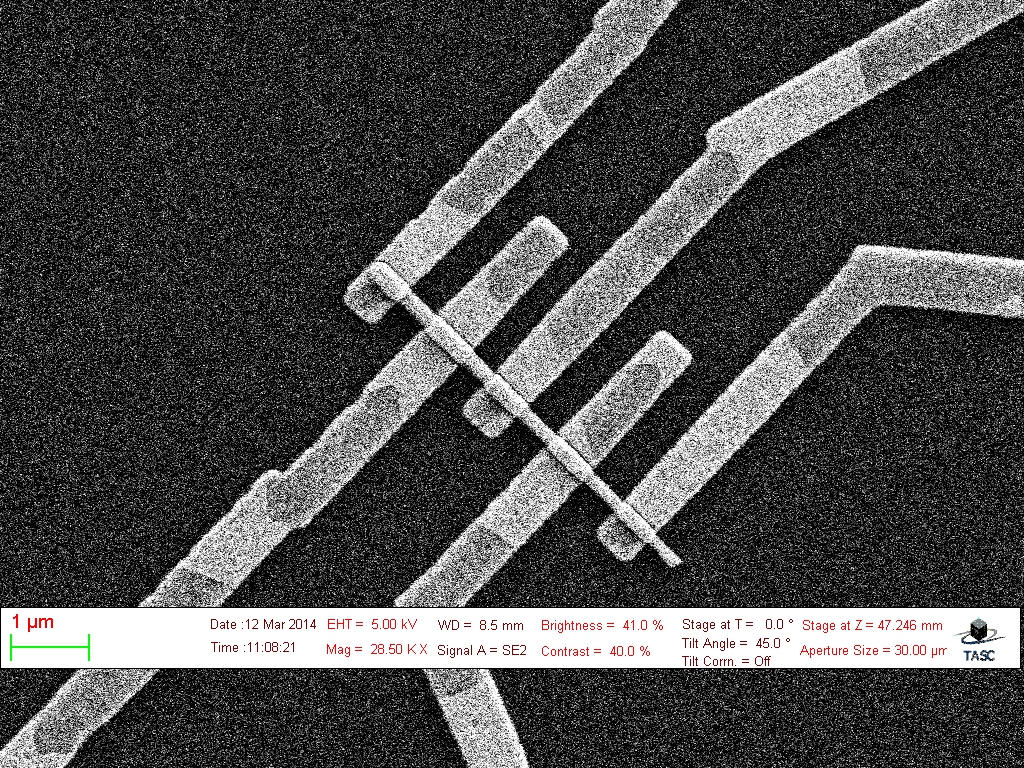 1 µm
Date :12 Mar 2014 EHT = 5.00 kV WD = 8.5 mm Brightness = 41.0 % Stage at T = 0.0 ° Stage at Z = 47.246 mm
Tilt Angle = 45.0 °
Time :11:08:21 Mag = 28.50 K X Signal A = SE2 Contrast = 40.0 % Aperture Size = 30.00 µm
Tilt Corrn. = Off
TASC